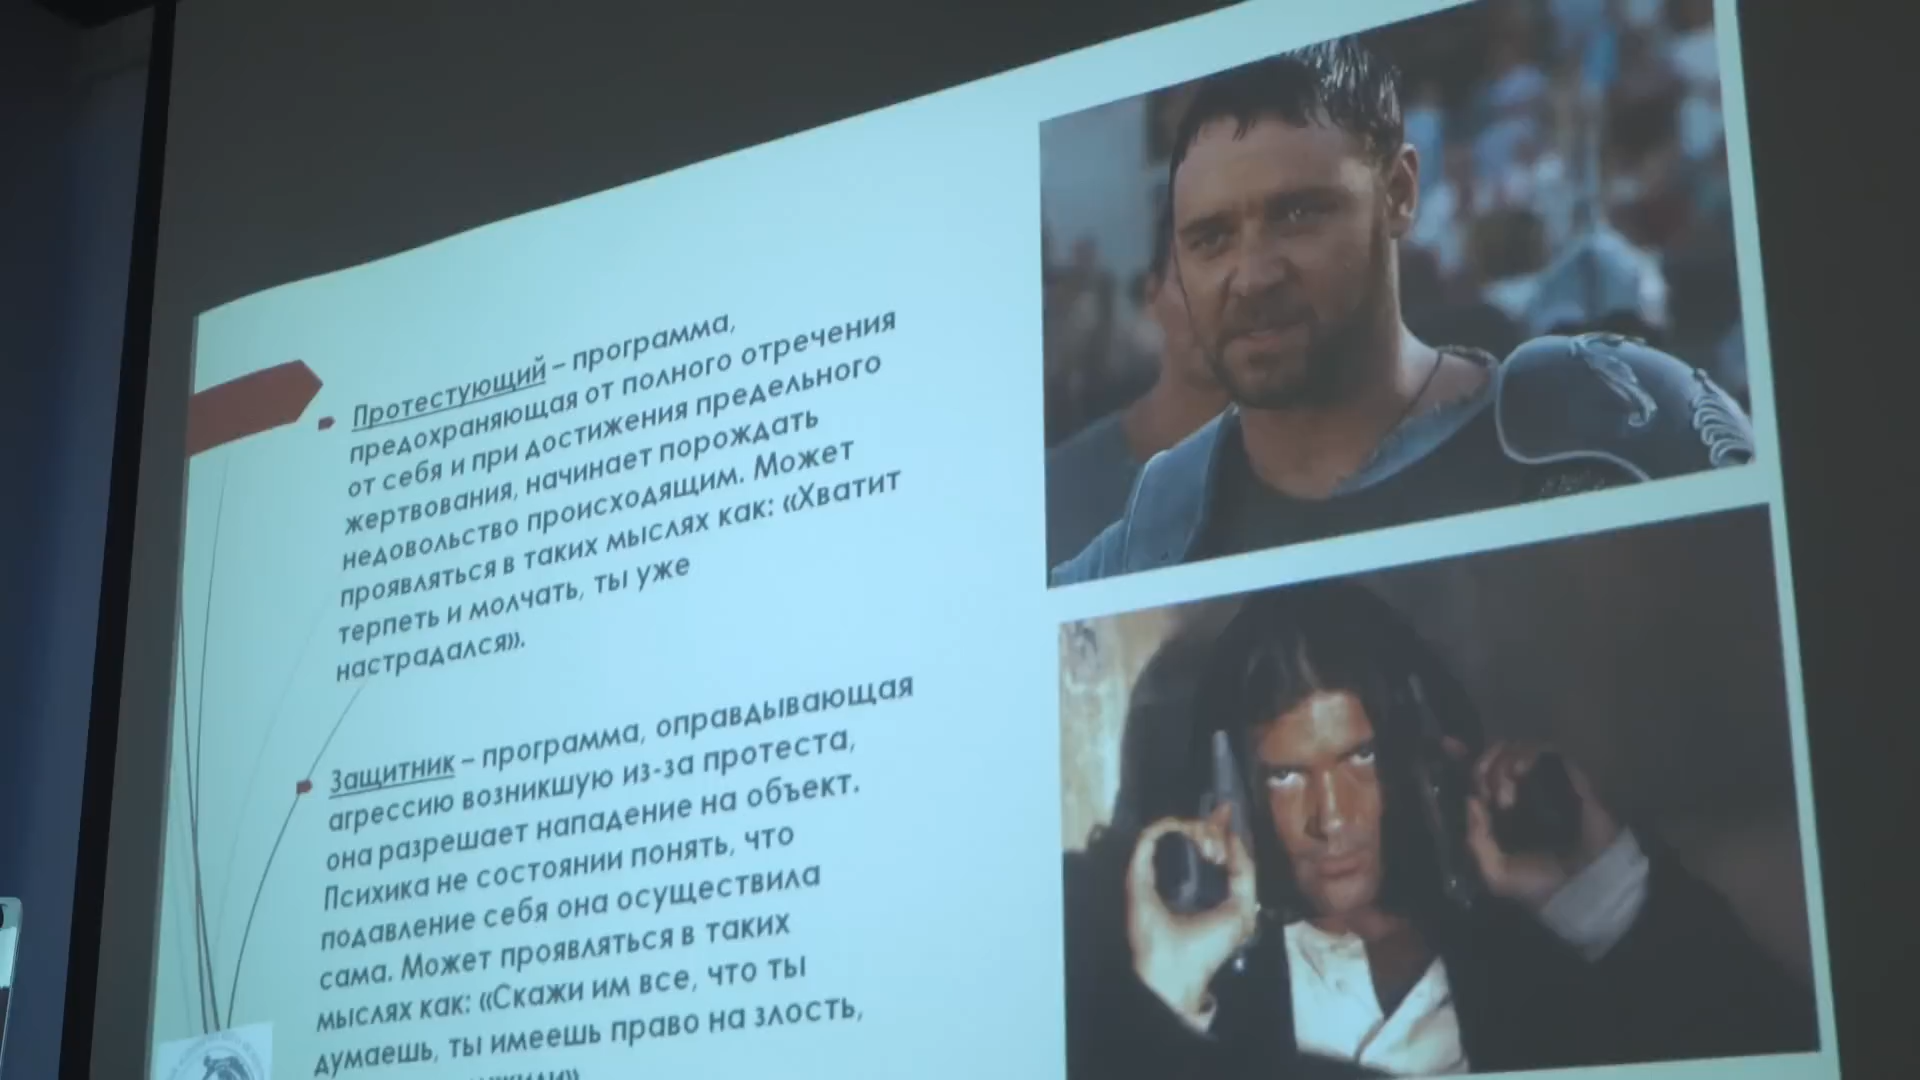 Протестующий – программа,
предохраняющая от полного отречения
от себя и при достижения предельного
жертвования, начинает порождать
недовольство происходящим. Может
проявляться в таких мыслях как: «Хватит
терпеть и молчать, ты уже
настрадался».
Защитник – программа, оправдывающая
агрессию возникшую из-за протеста,
она разрешает нападение на объект.
Психика не состоянии понять, что
подавление себя она осуществила
сама. Может проявляться в таких
мыслях как: «Скажи им все, что ты
думаешь, ты имеешь право на злость,